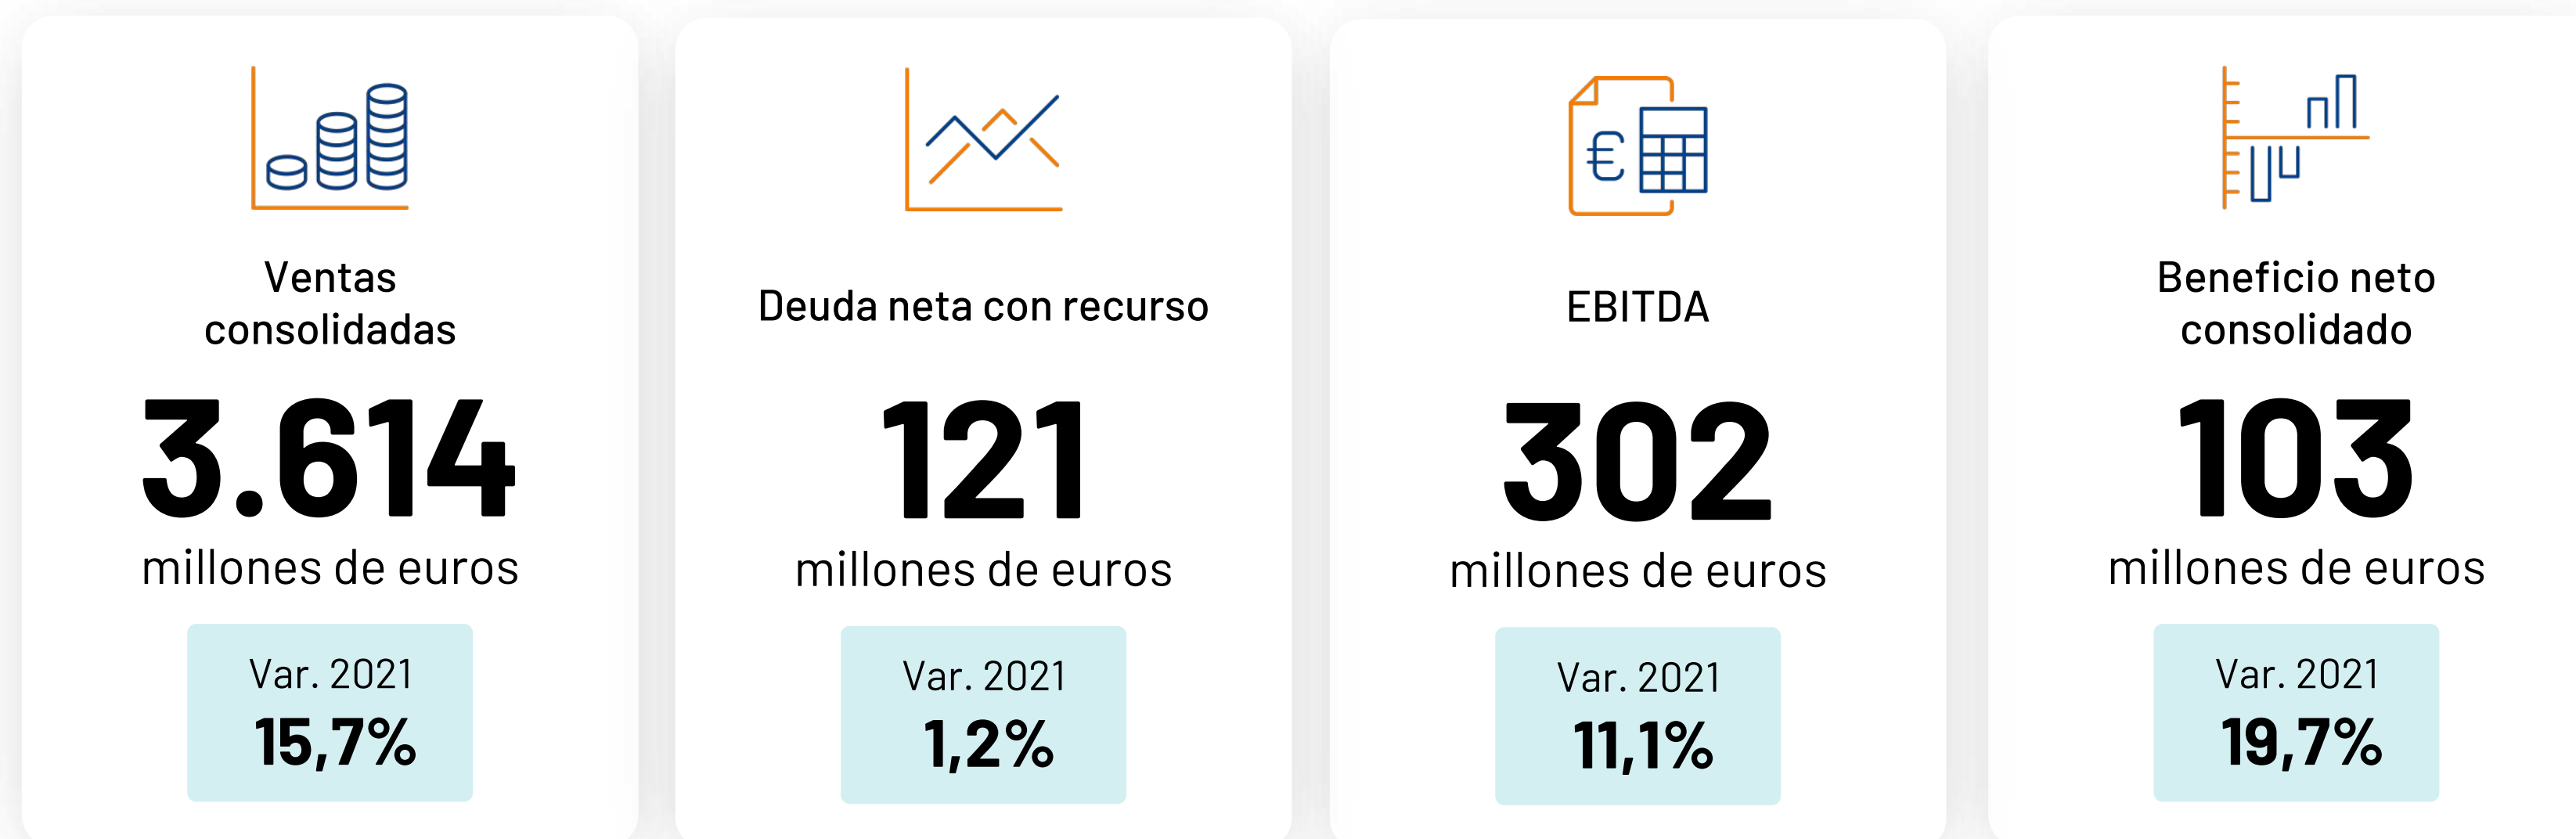 Ventas
consolidadas
3.614
millones de euros
Var. 2021
15,7%
Deuda neta con recurso
121
millones de euros
Var. 2021
1,2%
€
EBITDA
302
millones de euros
Var. 2021
11,1%
Beneficio neto
consolidado
103
millones de euros
Var. 2021
19,7%